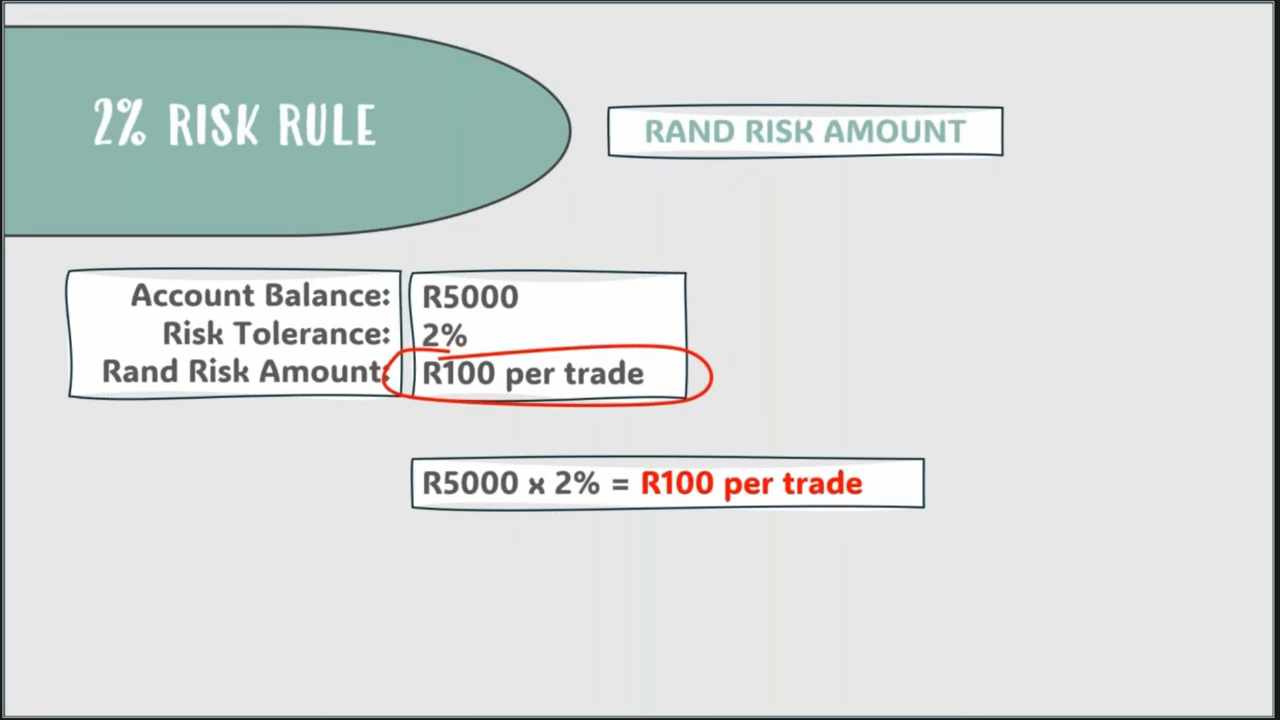 2% RISK RULE
RAND RISK AMOUNT
Account Balance: R5000
Risk Tolerance: 2%
Rand Risk Amount: R100 per trade
R5000 x 2% = R100 per trade